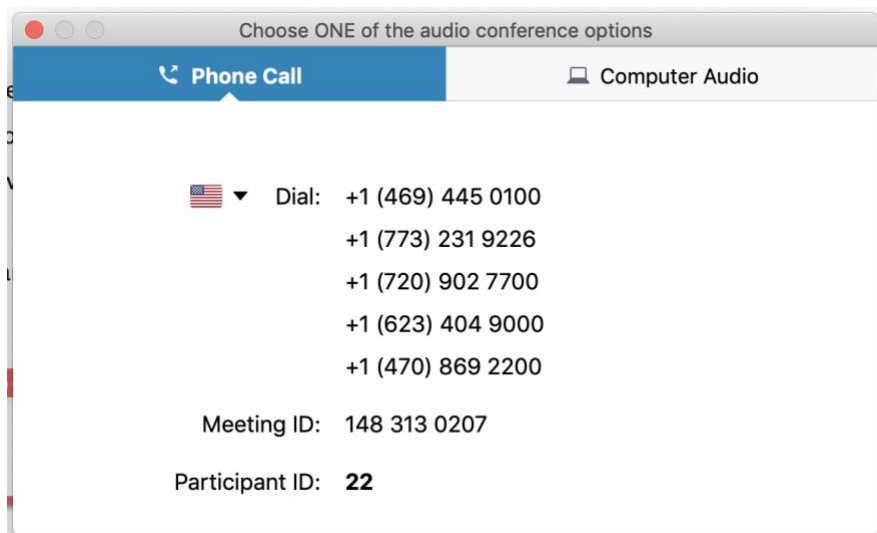 Choose ONE of the audio conference options
Phone Call
Computer Audio
Dial: +1 (469) 445 0100
+1 (773) 231 9226
+1 (720) 902 7700
+1 (623) 404 9000
+1 (470) 869 2200
Meeting ID: 148 313 0207
Participant ID: 22